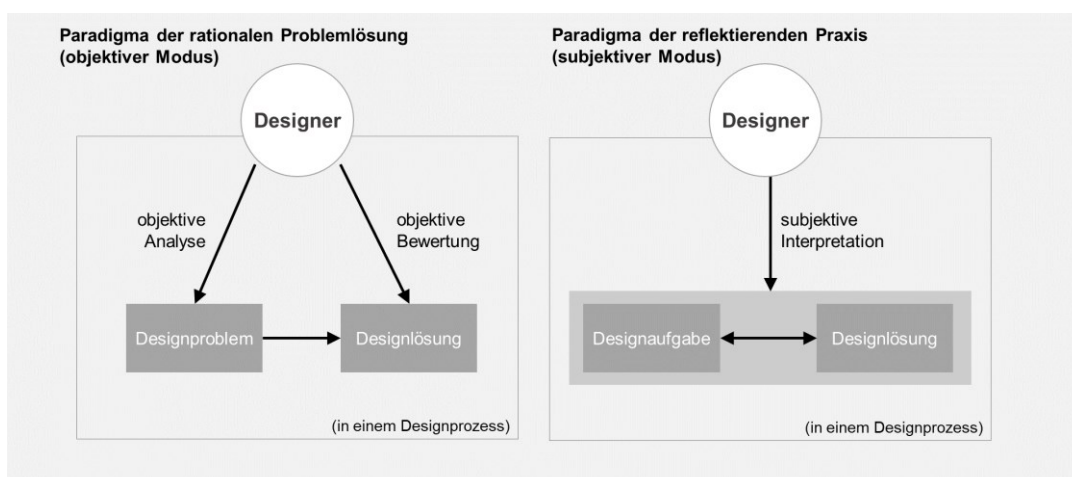 Paradigma der rationalen Problemlösung
(objektiver Modus)
Designer
objektive
Analyse
objektive
Bewertung
Designproblem
Designlösung
(in einem Designprozess)
Paradigma der reflektierenden Praxis
(subjektiver Modus)
Designer
subjektive
Interpretation
Designaufgabe
Designlösung
(in einem Designprozess)